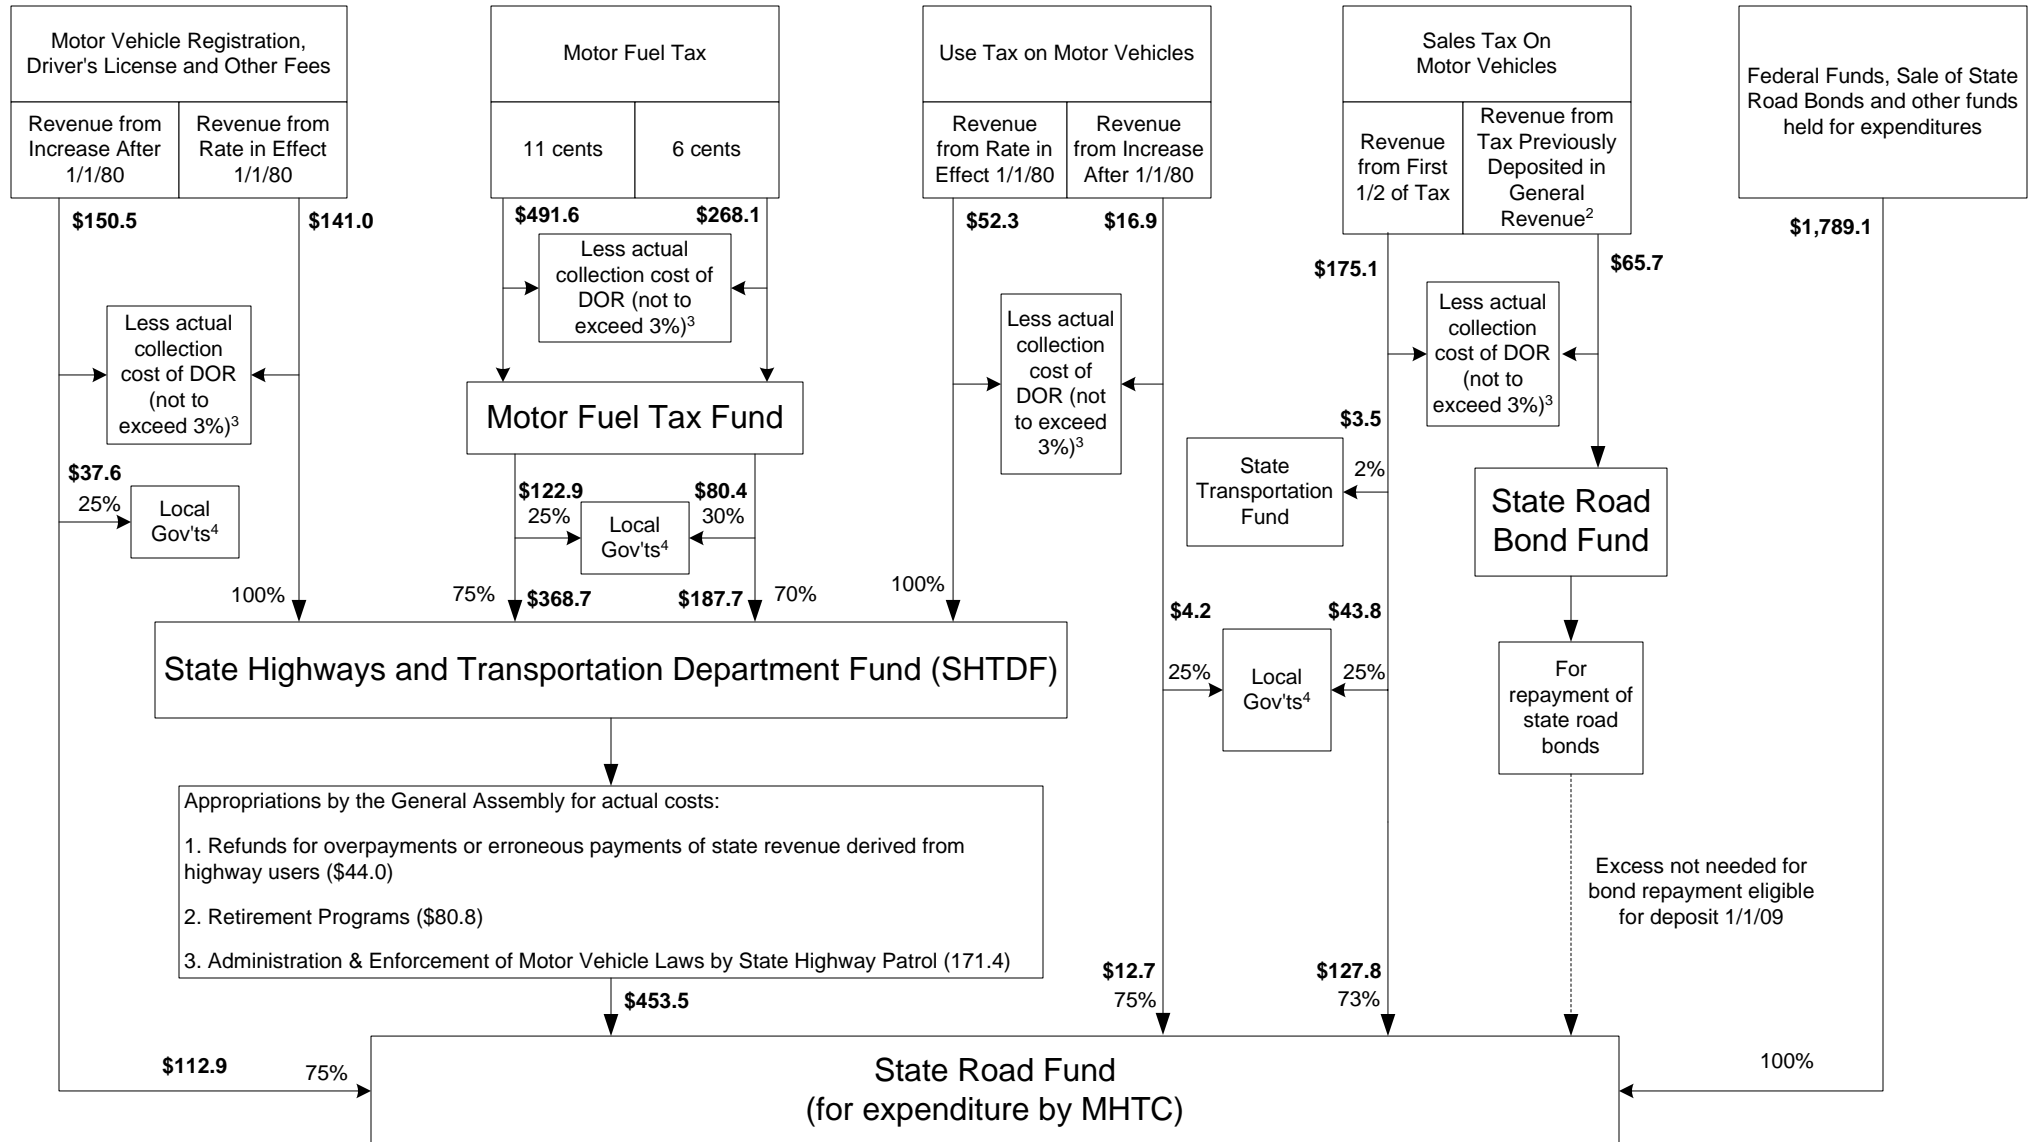 Motor Vehicle Registration,
Driver's License and Other Fees
Revenue from
Increase After
1/1/80
Revenue from
Rate in Effect
1/1/80
Motor Fuel Tax
11 cents
6 cents
Use Tax on Motor Vehicles
Revenue
from Rate in
Effect 1/1/80
Revenue
from Increase
After 1/1/80
Sales Tax On
Motor Vehicles
Revenue
from First
1/2 of Tax
Revenue from
Tax Previously
Deposited in
General
Revenue²
Federal Funds, Sale of State
Road Bonds and other funds
held for expenditures
$150.5
$141.0
$491.6
$268.1
$52.3
$16.9
$175.1
$65.7
$1,789.1
Less actual
collection
cost of DOR
(not to
exceed 3%)³
Less actual
collection cost of
DOR (not to
exceed 3%)³
Less actual
collection
cost of
DOR (not
to exceed
3%)³
Less actual
collection
cost of DOR
(not to
exceed 3%)³
Motor Fuel Tax Fund
$37.6
25%
Local
Gov'ts⁴
$122.9
25%
Local
Gov'ts⁴
$80.4
30%
$3.5
2%
State
Transportation
Fund
State Road
Bond Fund
100%
75%
$368.7
$187.7
70%
100%
$4.2
25%
Local
Gov'ts⁴
$43.8
25%
For
repayment of
state road
bonds
State Highways and Transportation Department Fund (SHTDF)
Appropriations by the General Assembly for actual costs:
1. Refunds for overpayments or erroneous payments of state revenue derived from
highway users ($44.0)
2. Retirement Programs ($80.8)
3. Administration & Enforcement of Motor Vehicle Laws by State Highway Patrol (171.4)
Excess not needed for
bond repayment eligible
for deposit 1/1/09
$453.5
$12.7
75%
$127.8
73%
$112.9
75%
100%
State Road Fund
(for expenditure by MHTC)